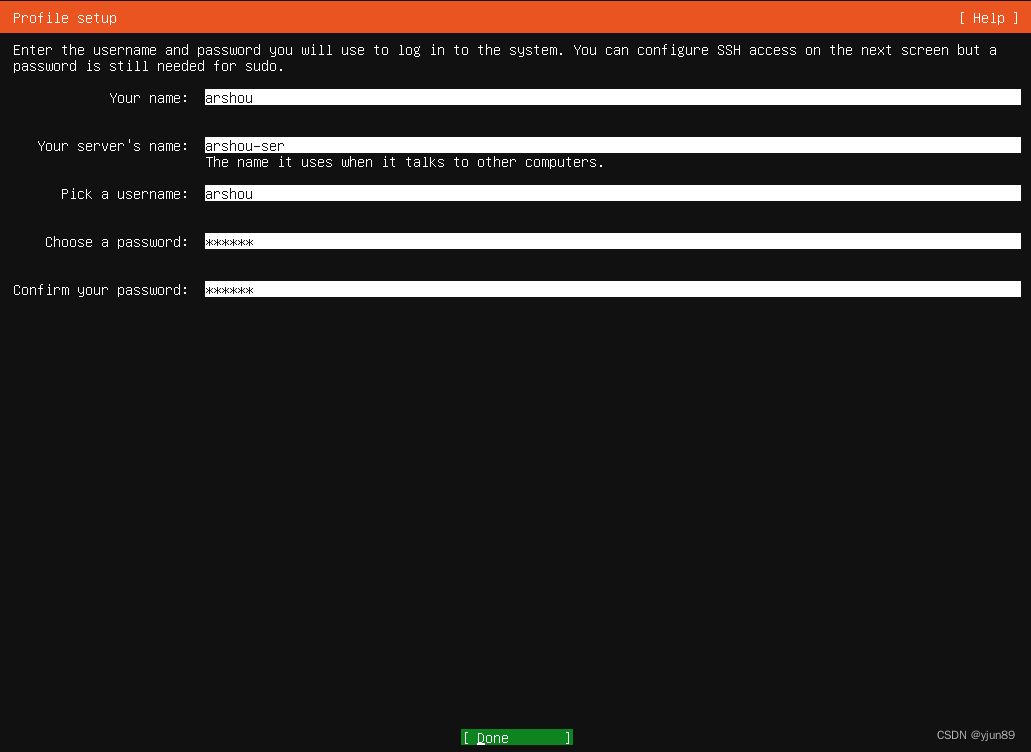 Profile setup [ Help ]
Enter the username and password you will use to log in to the system. You can configure SSH access on the next screen but a
password is still needed for sudo.
Your name: arshou
Your server's name: arshou-ser
The name it uses when it talks to other computers.
Pick a username: arshou
Choose a password: ******
Confirm your password: ******
[ Done ]
CSDN @yjun89